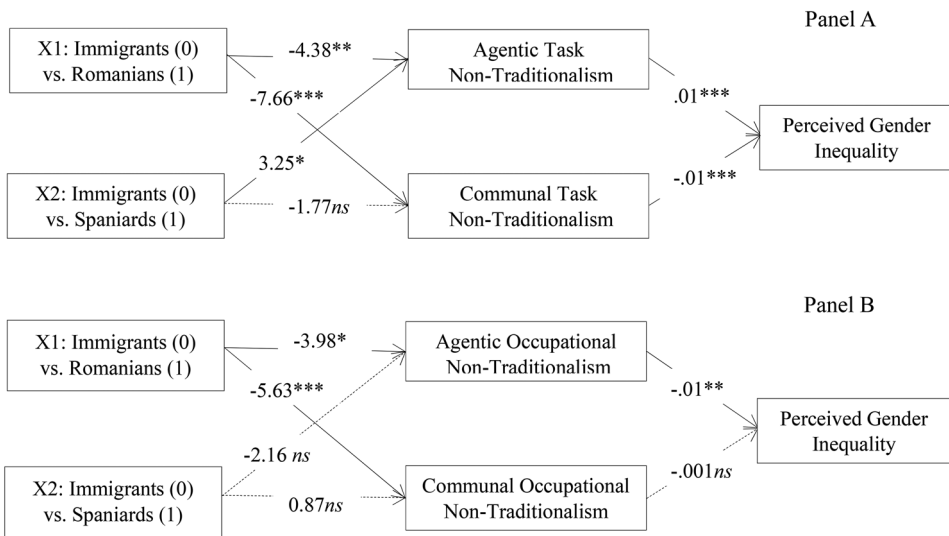 Panel A
X1: Immigrants (0)
vs. Romanians (1)
-4.38**
Agentic Task
Non-Traditionalism
-7.66***
.01***
Perceived Gender
Inequality
3.25*
-.01***
X2: Immigrants (0)
vs. Spaniards (1)
-1.77ns
Communal Task
Non-Traditionalism
Panel B
X1: Immigrants (0)
vs. Romanians (1)
-3.98*
Agentic Occupational
Non-Traditionalism
-5.63***
-.01**
Perceived Gender
Inequality
-2.16 ns
-.001ns
X2: Immigrants (0)
vs. Spaniards (1)
0.87ns
Communal Occupational
Non-Traditionalism